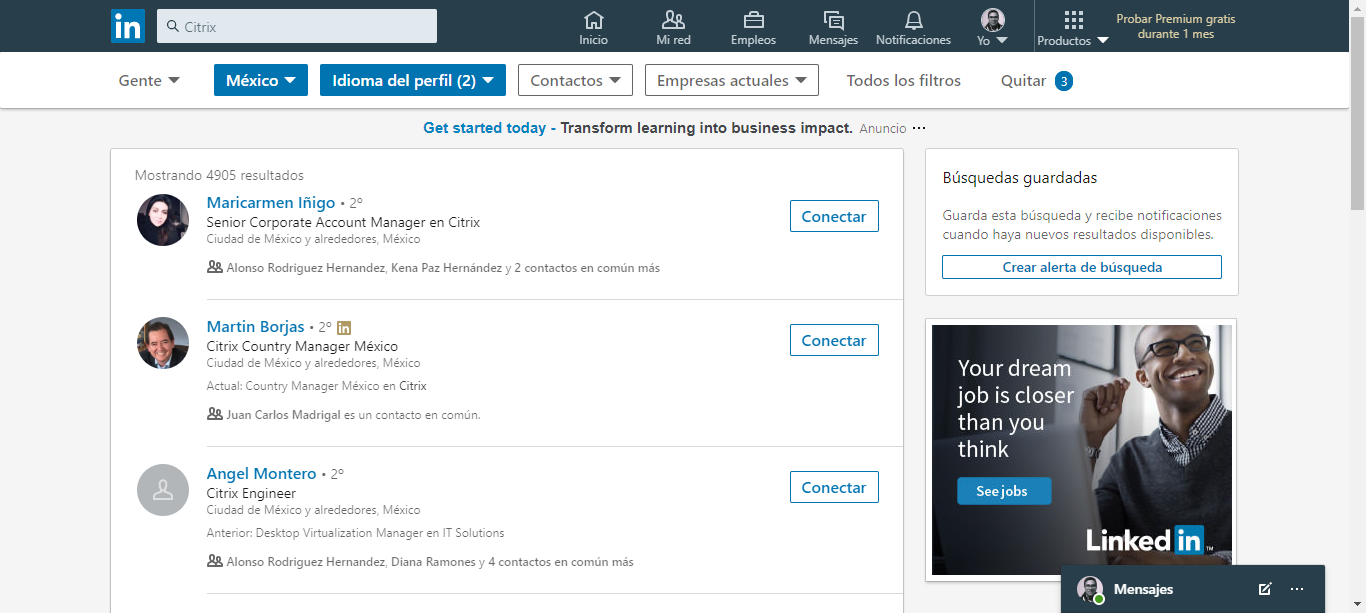 in
Citrix
Inicio
Mi red
Empleos
Mensajes
Notificaciones
Yo
Productos
Probar Premium gratis
durante 1 mes
Gente
México
Idioma del perfil (2)
Contactos
Empresas actuales
Todos los filtros
Quitar 3
Get started today - Transform learning into business impact. Anuncio ···
Mostrando 4905 resultados
Maricarmen Iñigo • 2º
Senior Corporate Account Manager en Citrix
Ciudad de México y alrededores, México
Alonso Rodriguez Hernandez, Kena Paz Hernández y 2 contactos en común más
Conectar
Martin Borjas • 2º in
Citrix Country Manager México
Ciudad de México y alrededores, México
Actual: Country Manager México en Citrix
Juan Carlos Madrigal es un contacto en común.
Conectar
Angel Montero • 2º
Citrix Engineer
Ciudad de México y alrededores, México
Anterior: Desktop Virtualization Manager en IT Solutions
Alonso Rodriguez Hernandez, Diana Ramones y 4 contactos en común más
Conectar
Búsquedas guardadas
Guarda esta búsqueda y recibe notificaciones
cuando haya nuevos resultados disponibles.
Crear alerta de búsqueda
Your dream
job is closer
than you
think
See jobs
Linked in ™
Mensajes